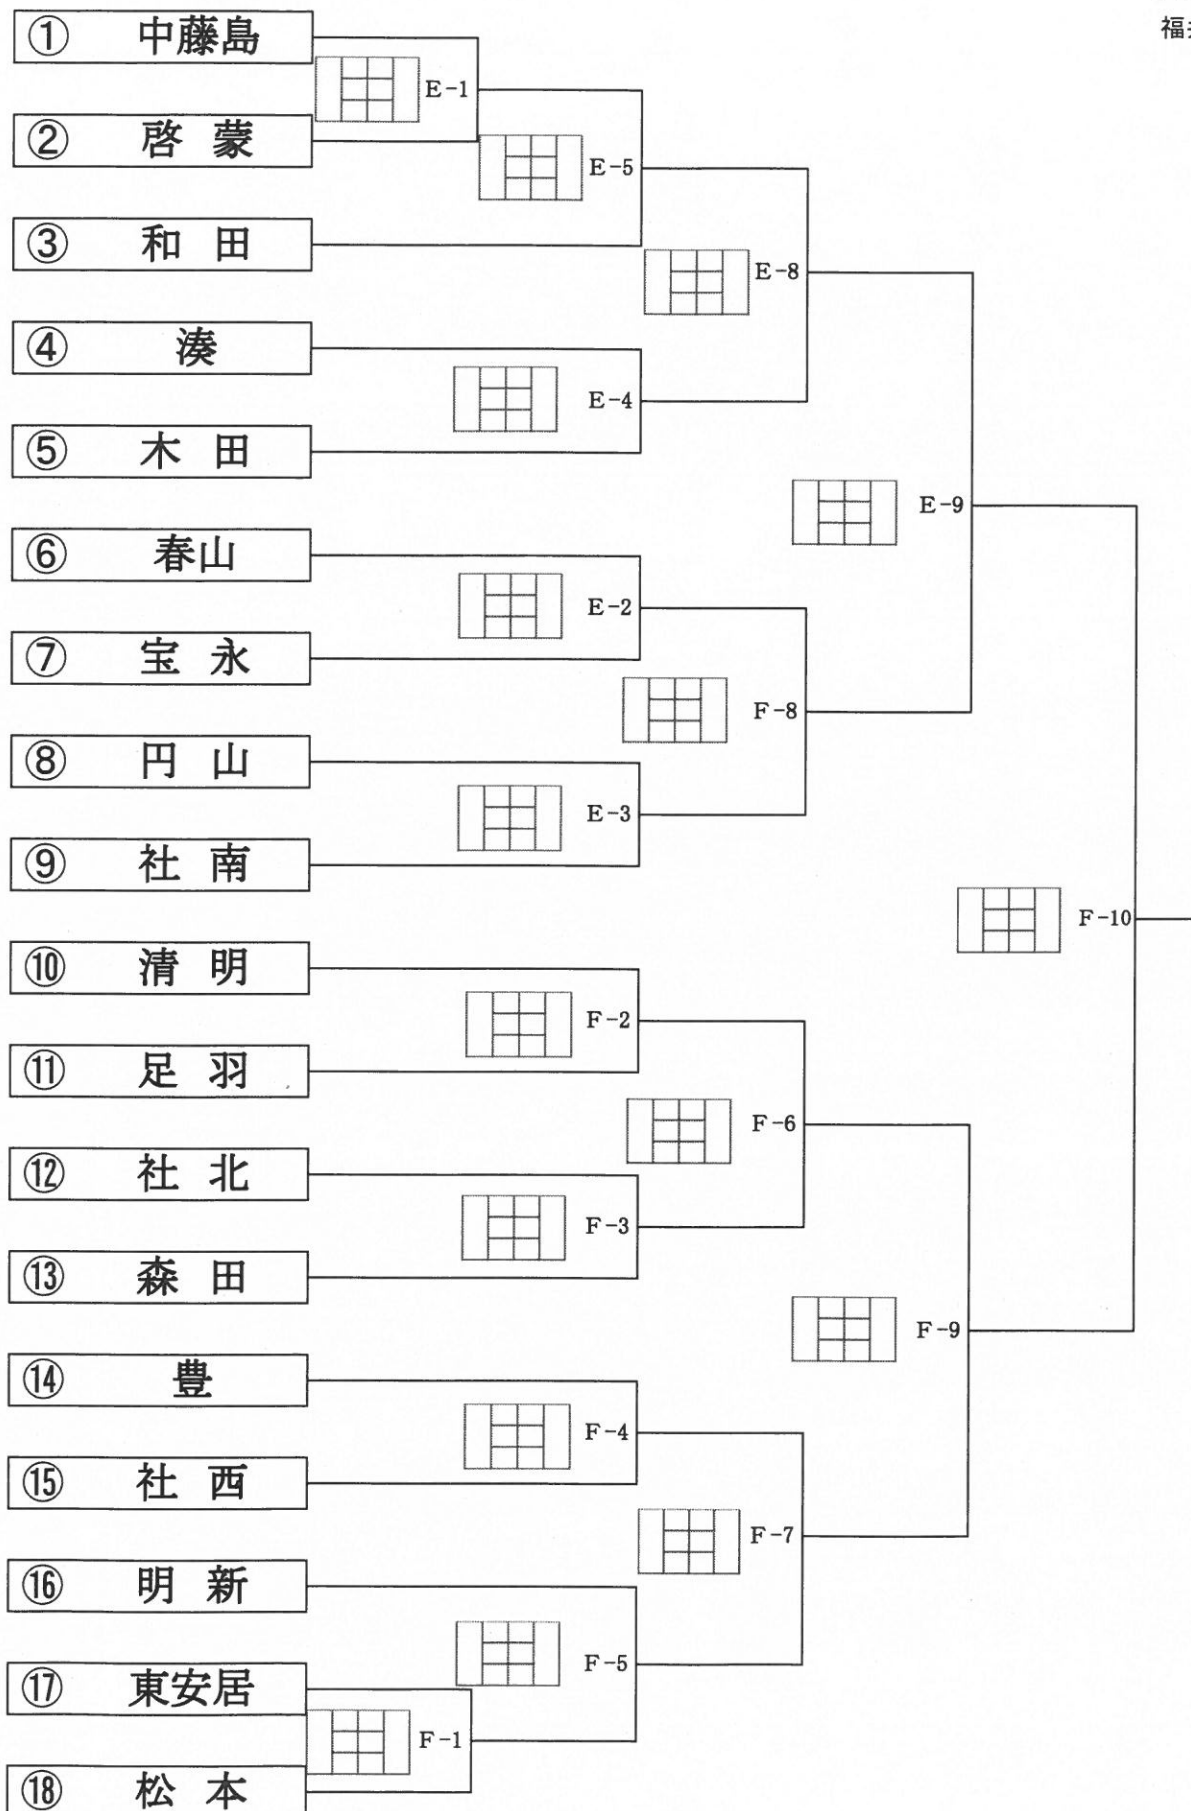 福井
① 中藤島
E-1
② 啓蒙
E-5
③ 和田
E-8
④ 湊
E-4
⑤ 木田
E-9
⑥ 春山
E-2
⑦ 宝永
F-8
⑧ 円山
E-3
⑨ 社南
F-10
⑩ 清明
F-2
⑪ 足羽
F-6
⑫ 社北
F-3
⑬ 森田
F-9
⑭ 豊
F-4
⑮ 社西
F-7
⑯ 明新
F-5
⑰ 東安居
F-1
⑱ 松本